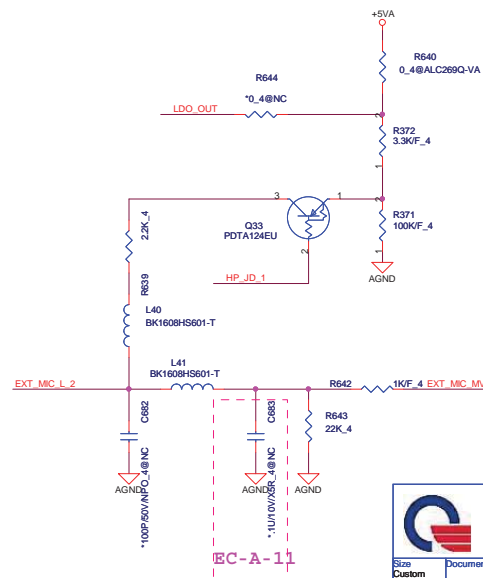 +5VA
R640
0_4@ALC269Q-VA
R644
*0_4@NC
LDO_OUT
2
R372
3.3K/F_4
1
3
1
2
Q33
PDTA124EU
2
R371
100K/F_4
1
AGND
2.2K_4
R639
HP_JD_1
L40
BK1608HS601-T
L41
BK1608HS601-T
EXT_MIC_L_2
R642
1K/F_4
EXT_MIC_MV
C682
C683
R643
22K_4
AGND
AGND
AGND
*100P/50V/NPO_4@NC
*.1U/10V/X5R_4@NC
EC-A-11
Size
Documen
Custom